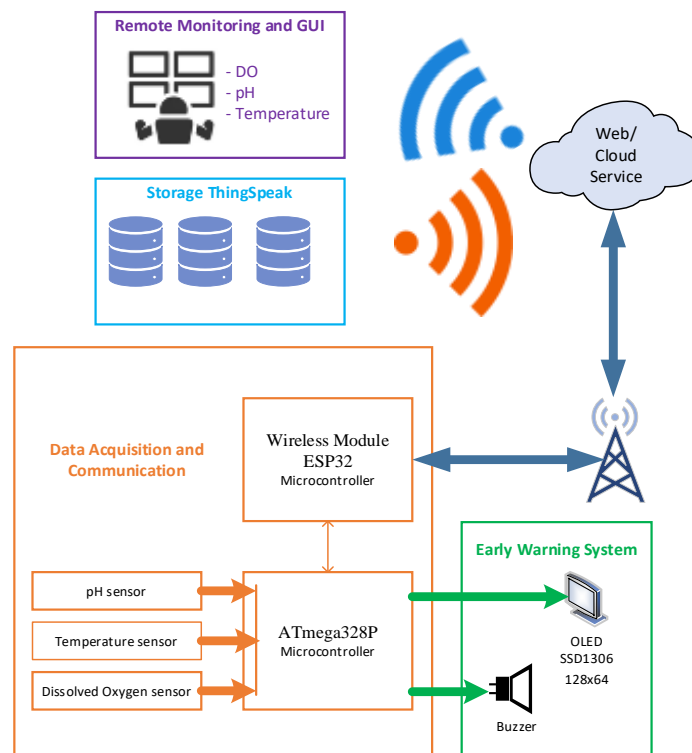 Remote Monitoring and GUI
- DO
- pH
- Temperature
Web/
Cloud
Service
Storage ThingSpeak
Data Acquisition and
Communication
Wireless Module
ESP32
Microcontroller
pH sensor
Temperature sensor
Dissolved Oxygen sensor
ATmega328P
Microcontroller
Early Warning System
OLED
SSD1306
128x64
Buzzer